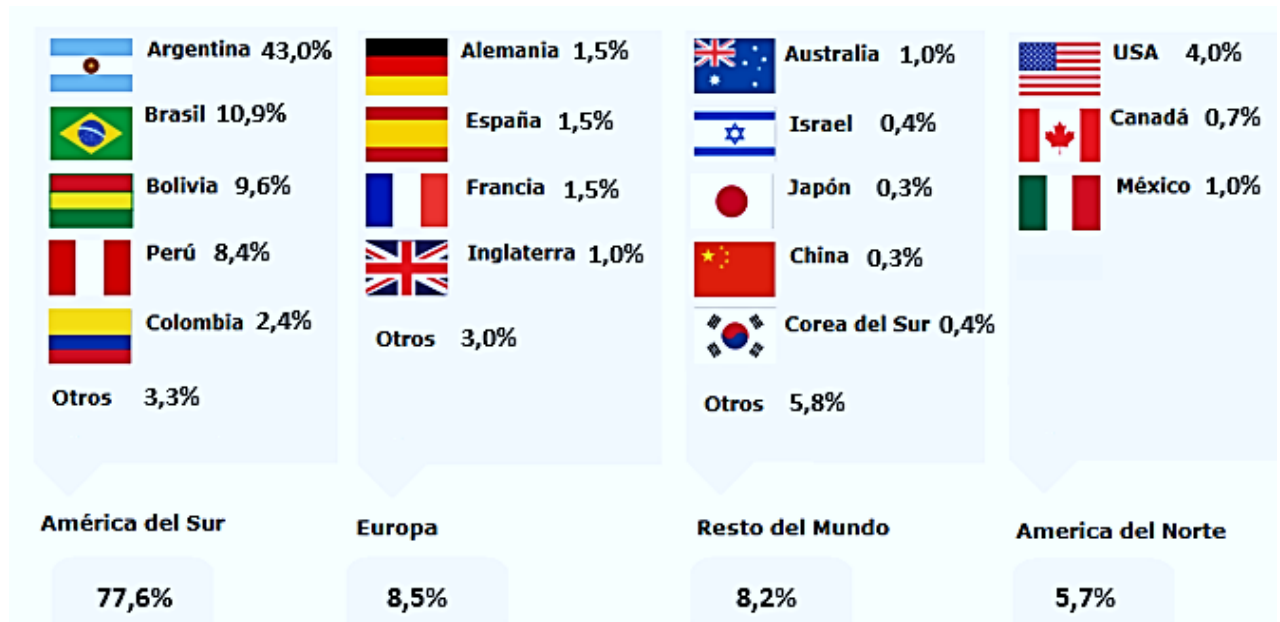 Argentina 43,0%
Brasil 10,9%
Bolivia 9,6%
Perú 8,4%
Colombia 2,4%
Otros 3,3%
América del Sur
77,6%
Alemania 1,5%
España 1,5%
Francia 1,5%
Inglaterra 1,0%
Otros 3,0%
Europa
8,5%
Australia 1,0%
Israel 0,4%
Japón 0,3%
China 0,3%
Corea del Sur 0,4%
Otros 5,8%
Resto del Mundo
8,2%
USA 4,0%
Canadá 0,7%
México 1,0%
America del Norte
5,7%